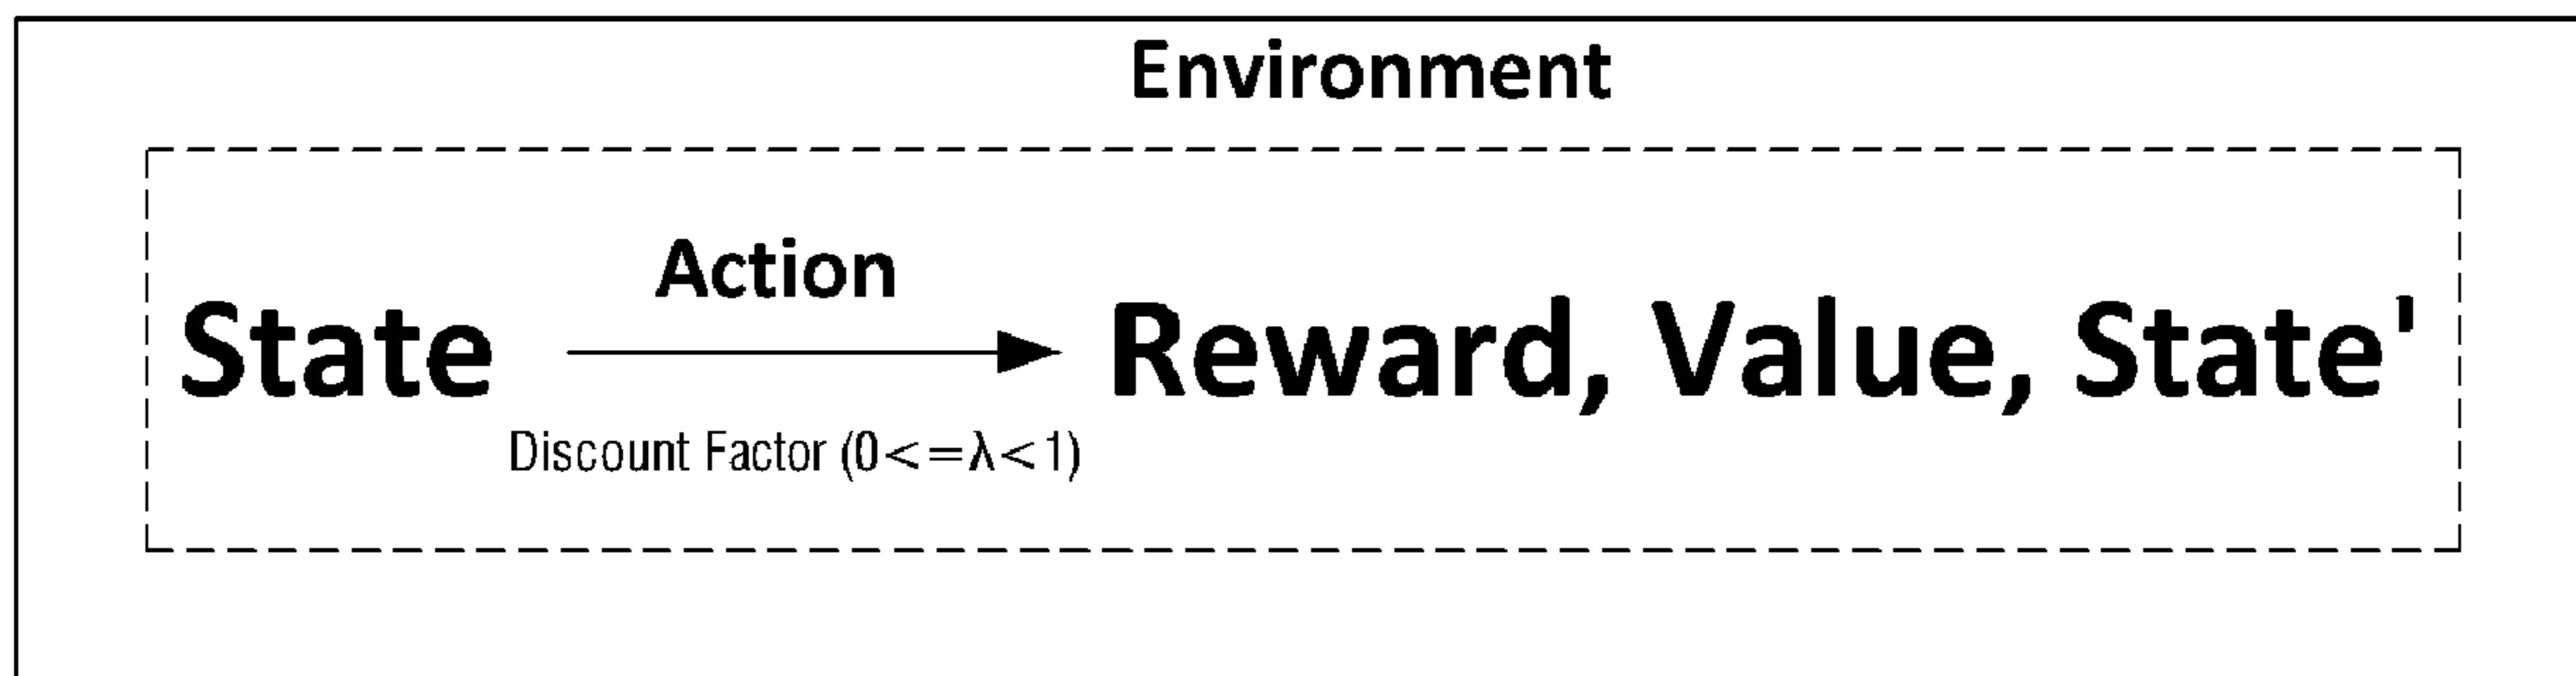 Environment
Action
State Reward, Value, State'
Discount Factor (0<=λ<1)